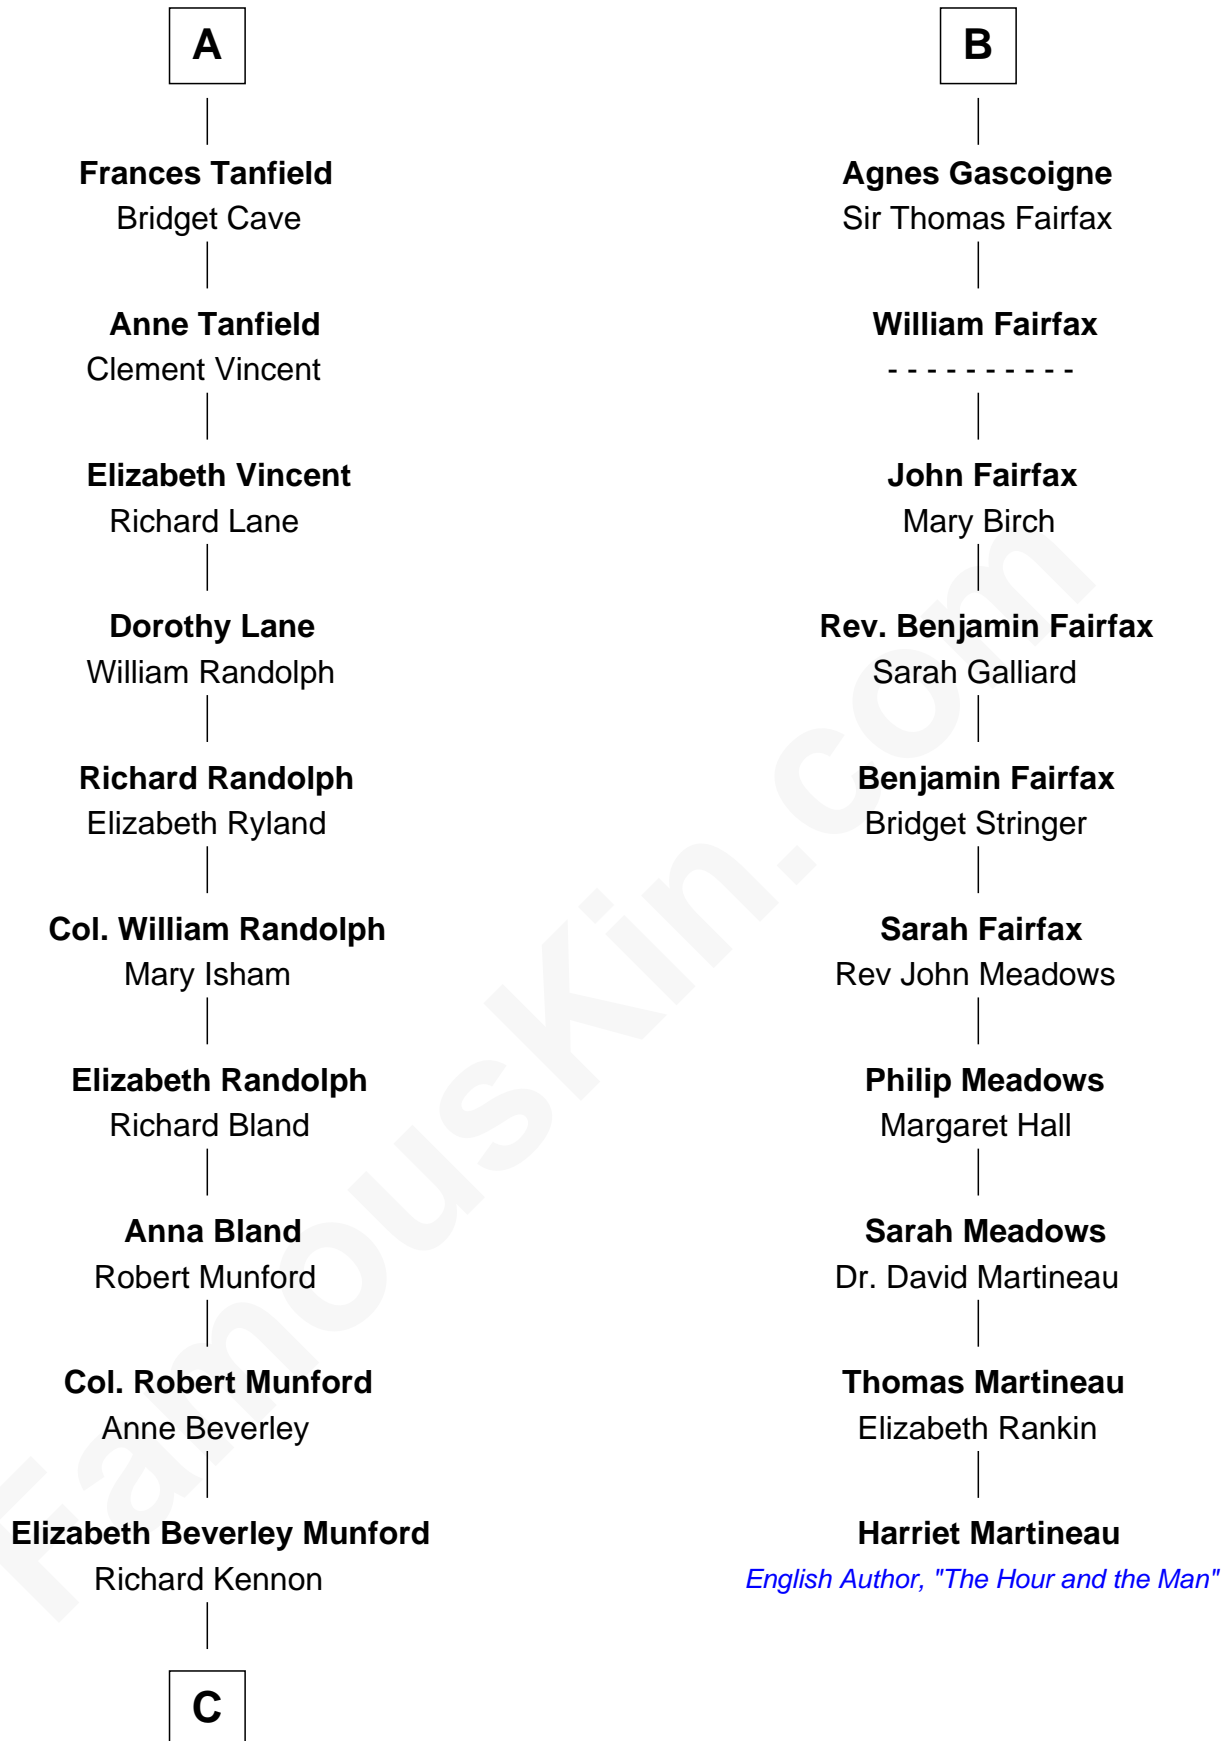 A
Frances Tanfield
Bridget Cave
Anne Tanfield
Clement Vincent
Elizabeth Vincent
Richard Lane
Dorothy Lane
William Randolph
Richard Randolph
Elizabeth Ryland
Col. William Randolph
Mary Isham
Elizabeth Randolph
Richard Bland
Anna Bland
Robert Munford
Col. Robert Munford
Anne Beverley
Elizabeth Beverley Munford
Richard Kennon
C
B
Agnes Gascoigne
Sir Thomas Fairfax
William Fairfax
- - - - - - - - - -
John Fairfax
Mary Birch
Rev. Benjamin Fairfax
Sarah Galliard
Benjamin Fairfax
Bridget Stringer
Sarah Fairfax
Rev John Meadows
Philip Meadows
Margaret Hall
Sarah Meadows
Dr. David Martineau
Thomas Martineau
Elizabeth Rankin
Harriet Martineau
English Author, "The Hour and the Man"
FamousKin.com